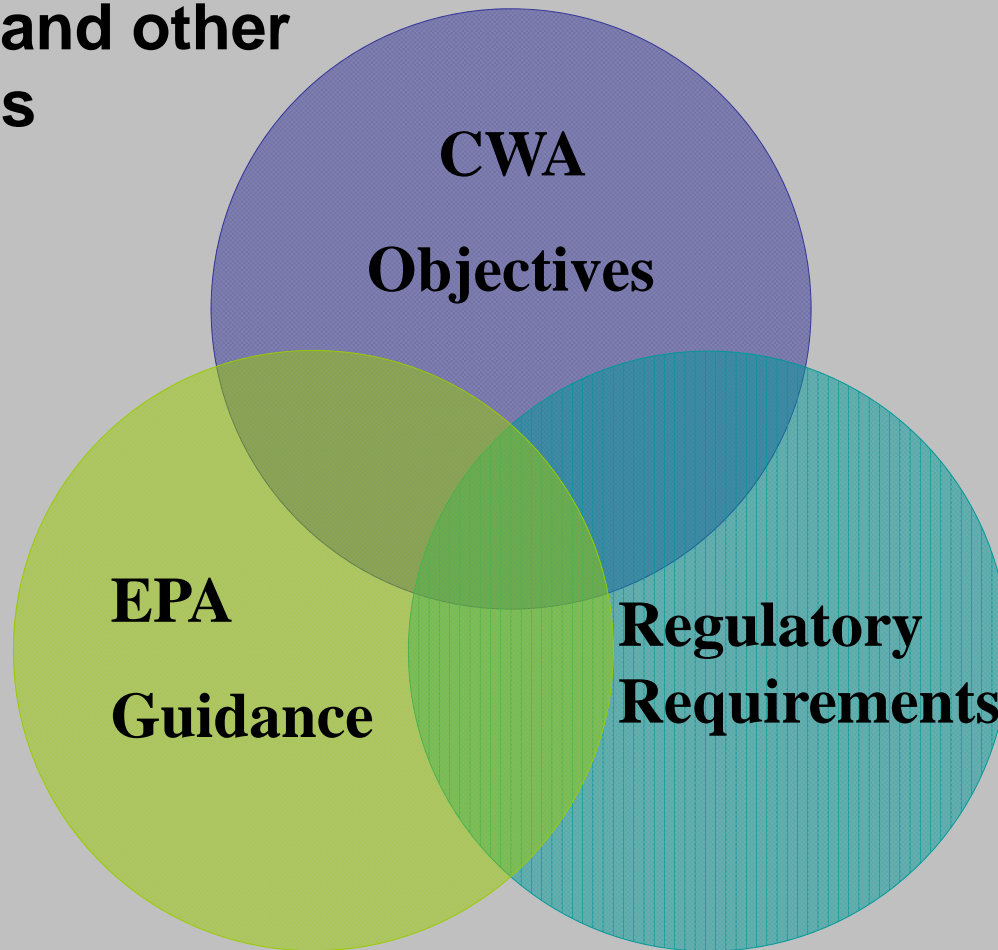 and other
s
CWA
Objectives
EPA
Guidance
Regulatory
Requirements